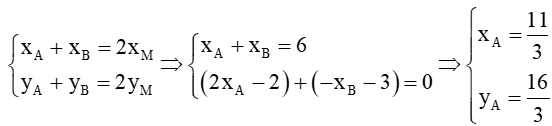 { x_A + x_B = 2x_M
y_A + y_B = 2y_M ⇒ { x_A + x_B = 6
(2x_A − 2) + (−x_B − 3) = 0 ⇒ { x_A = 11/3
y_A = 16/3